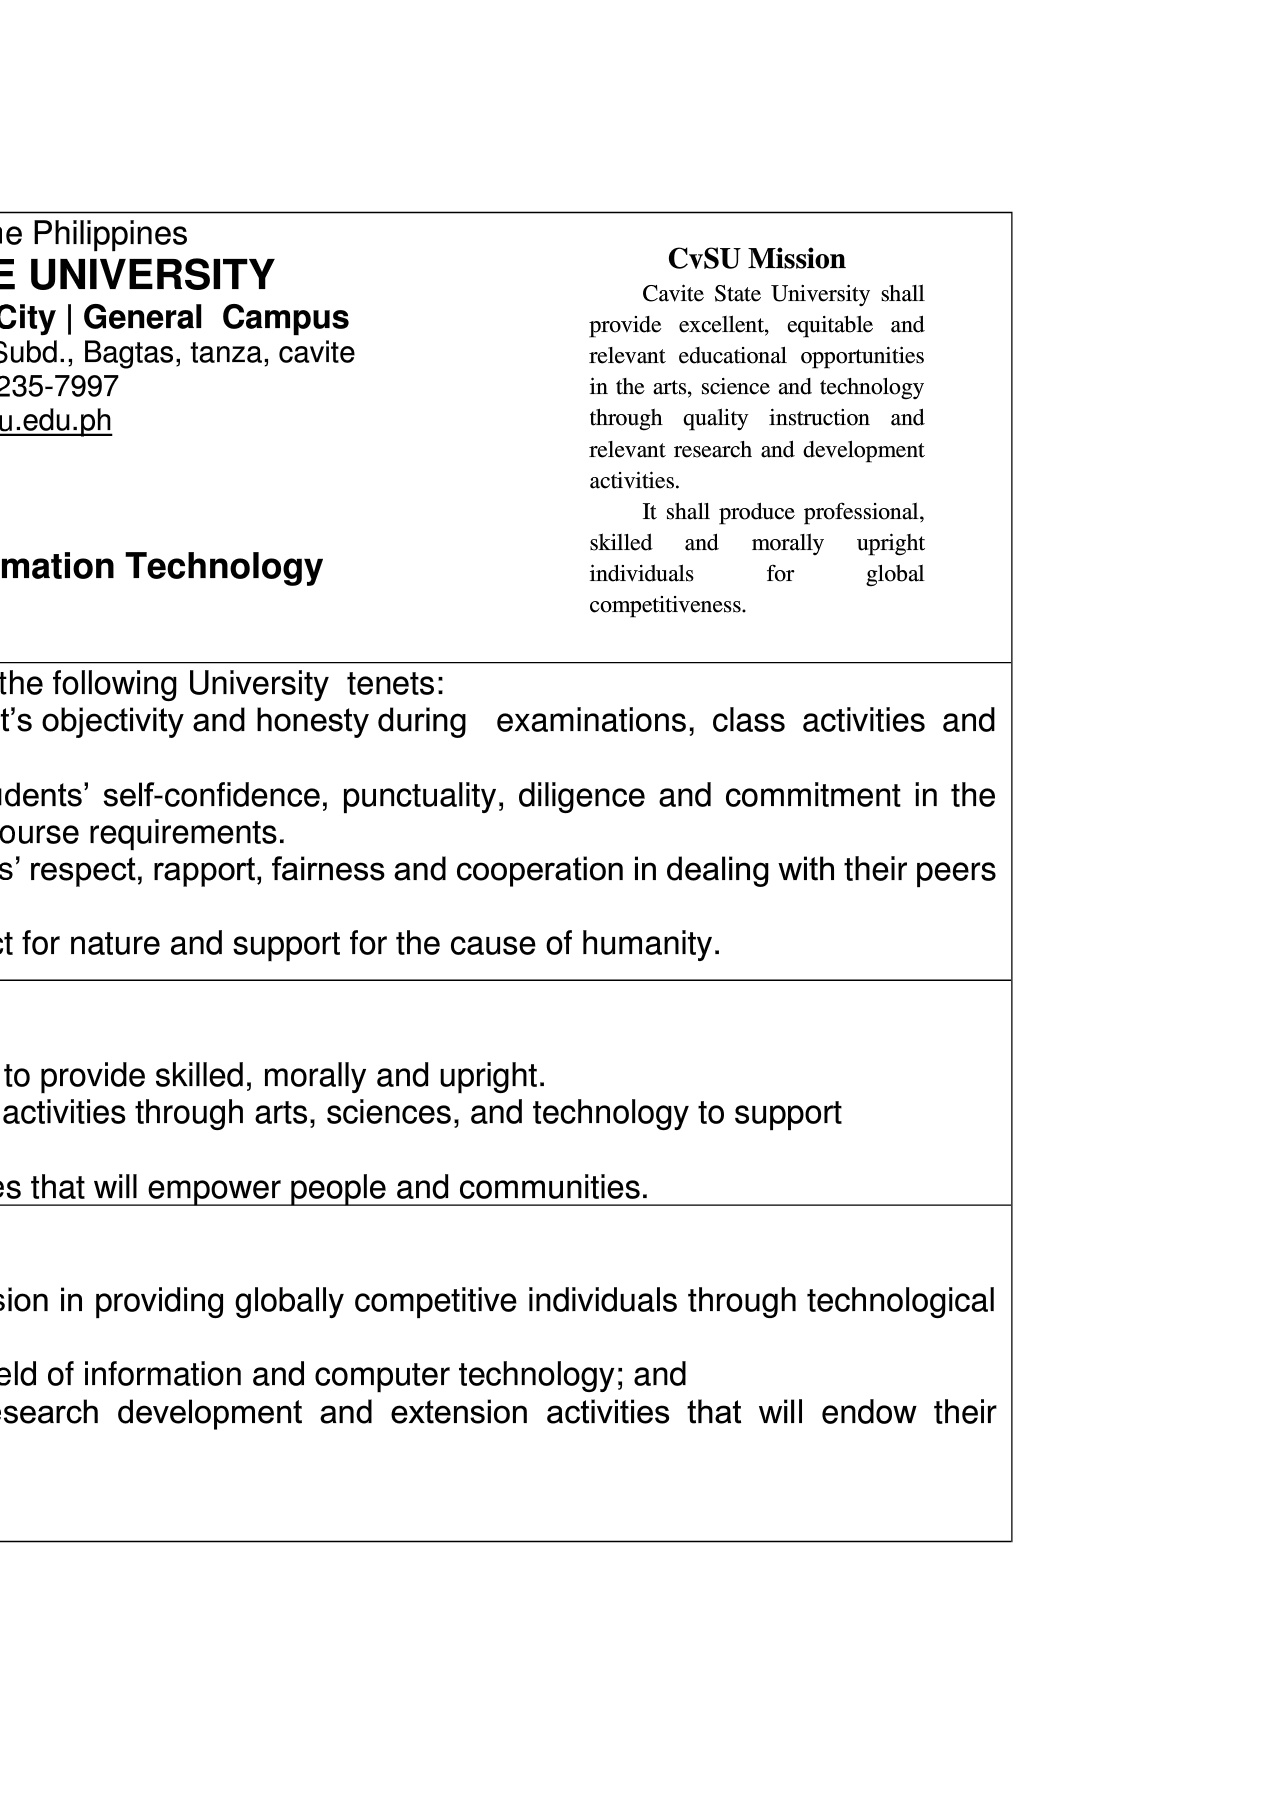 ne Philippines
E UNIVERSITY
City | General Campus
Subd., Bagtas, tanza, cavite
235-7997
u.edu.ph
mation Technology
CvSU Mission
Cavite State University shall
provide excellent, equitable and
relevant educational opportunities
in the arts, science and technology
through quality instruction and
relevant research and development
activities.
It shall produce professional,
skilled and morally upright
individuals for global
competitiveness.
the following University tenets:
t’s objectivity and honesty during examinations, class activities and
udents’ self-confidence, punctuality, diligence and commitment in the
ourse requirements.
s’ respect, rapport, fairness and cooperation in dealing with their peers
ct for nature and support for the cause of humanity.
to provide skilled, morally and upright.
activities through arts, sciences, and technology to support
es that will empower people and communities.
sion in providing globally competitive individuals through technological
eld of information and computer technology; and
esearch development and extension activities that will endow their